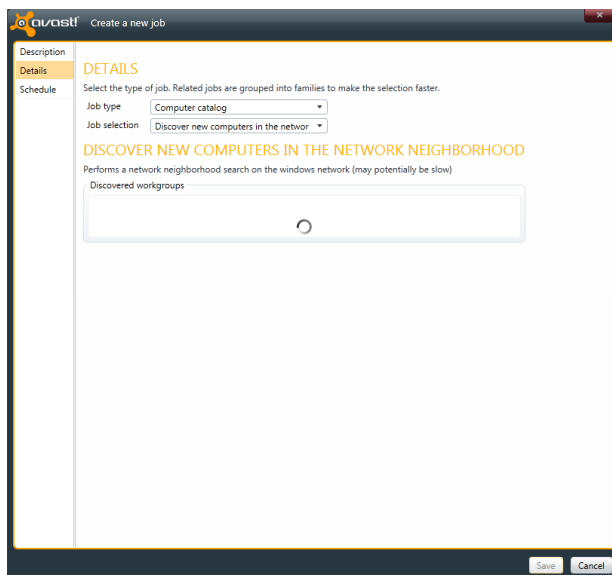 avast! Create a new job
Description
Details
Schedule
DETAILS
Select the type of job. Related jobs are grouped into families to make the selection faster.
Job type Computer catalog
Job selection Discover new computers in the networ
DISCOVER NEW COMPUTERS IN THE NETWORK NEIGHBORHOOD
Performs a network neighborhood search on the windows network (may potentially be slow)
Discovered workgroups
Save Cancel